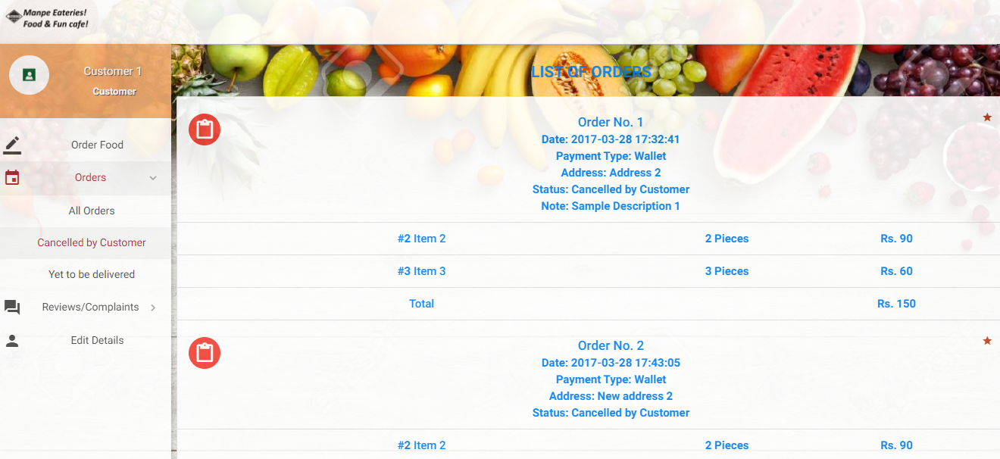 Manpe Eateries!
Food & Fun cafe!
Customer 1
Customer
Order Food
Orders
All Orders
Cancelled by Customer
Yet to be delivered
Reviews/Complaints
Edit Details
LIST OF ORDERS
Order No. 1
Date: 2017-03-28 17:32:41
Payment Type: Wallet
Address: Address 2
Status: Cancelled by Customer
Note: Sample Description 1
#2 Item 2 2 Pieces Rs. 90
#3 Item 3 3 Pieces Rs. 60
Total Rs. 150
Order No. 2
Date: 2017-03-28 17:43:05
Payment Type: Wallet
Address: New address 2
Status: Cancelled by Customer
#2 Item 2 2 Pieces Rs. 90